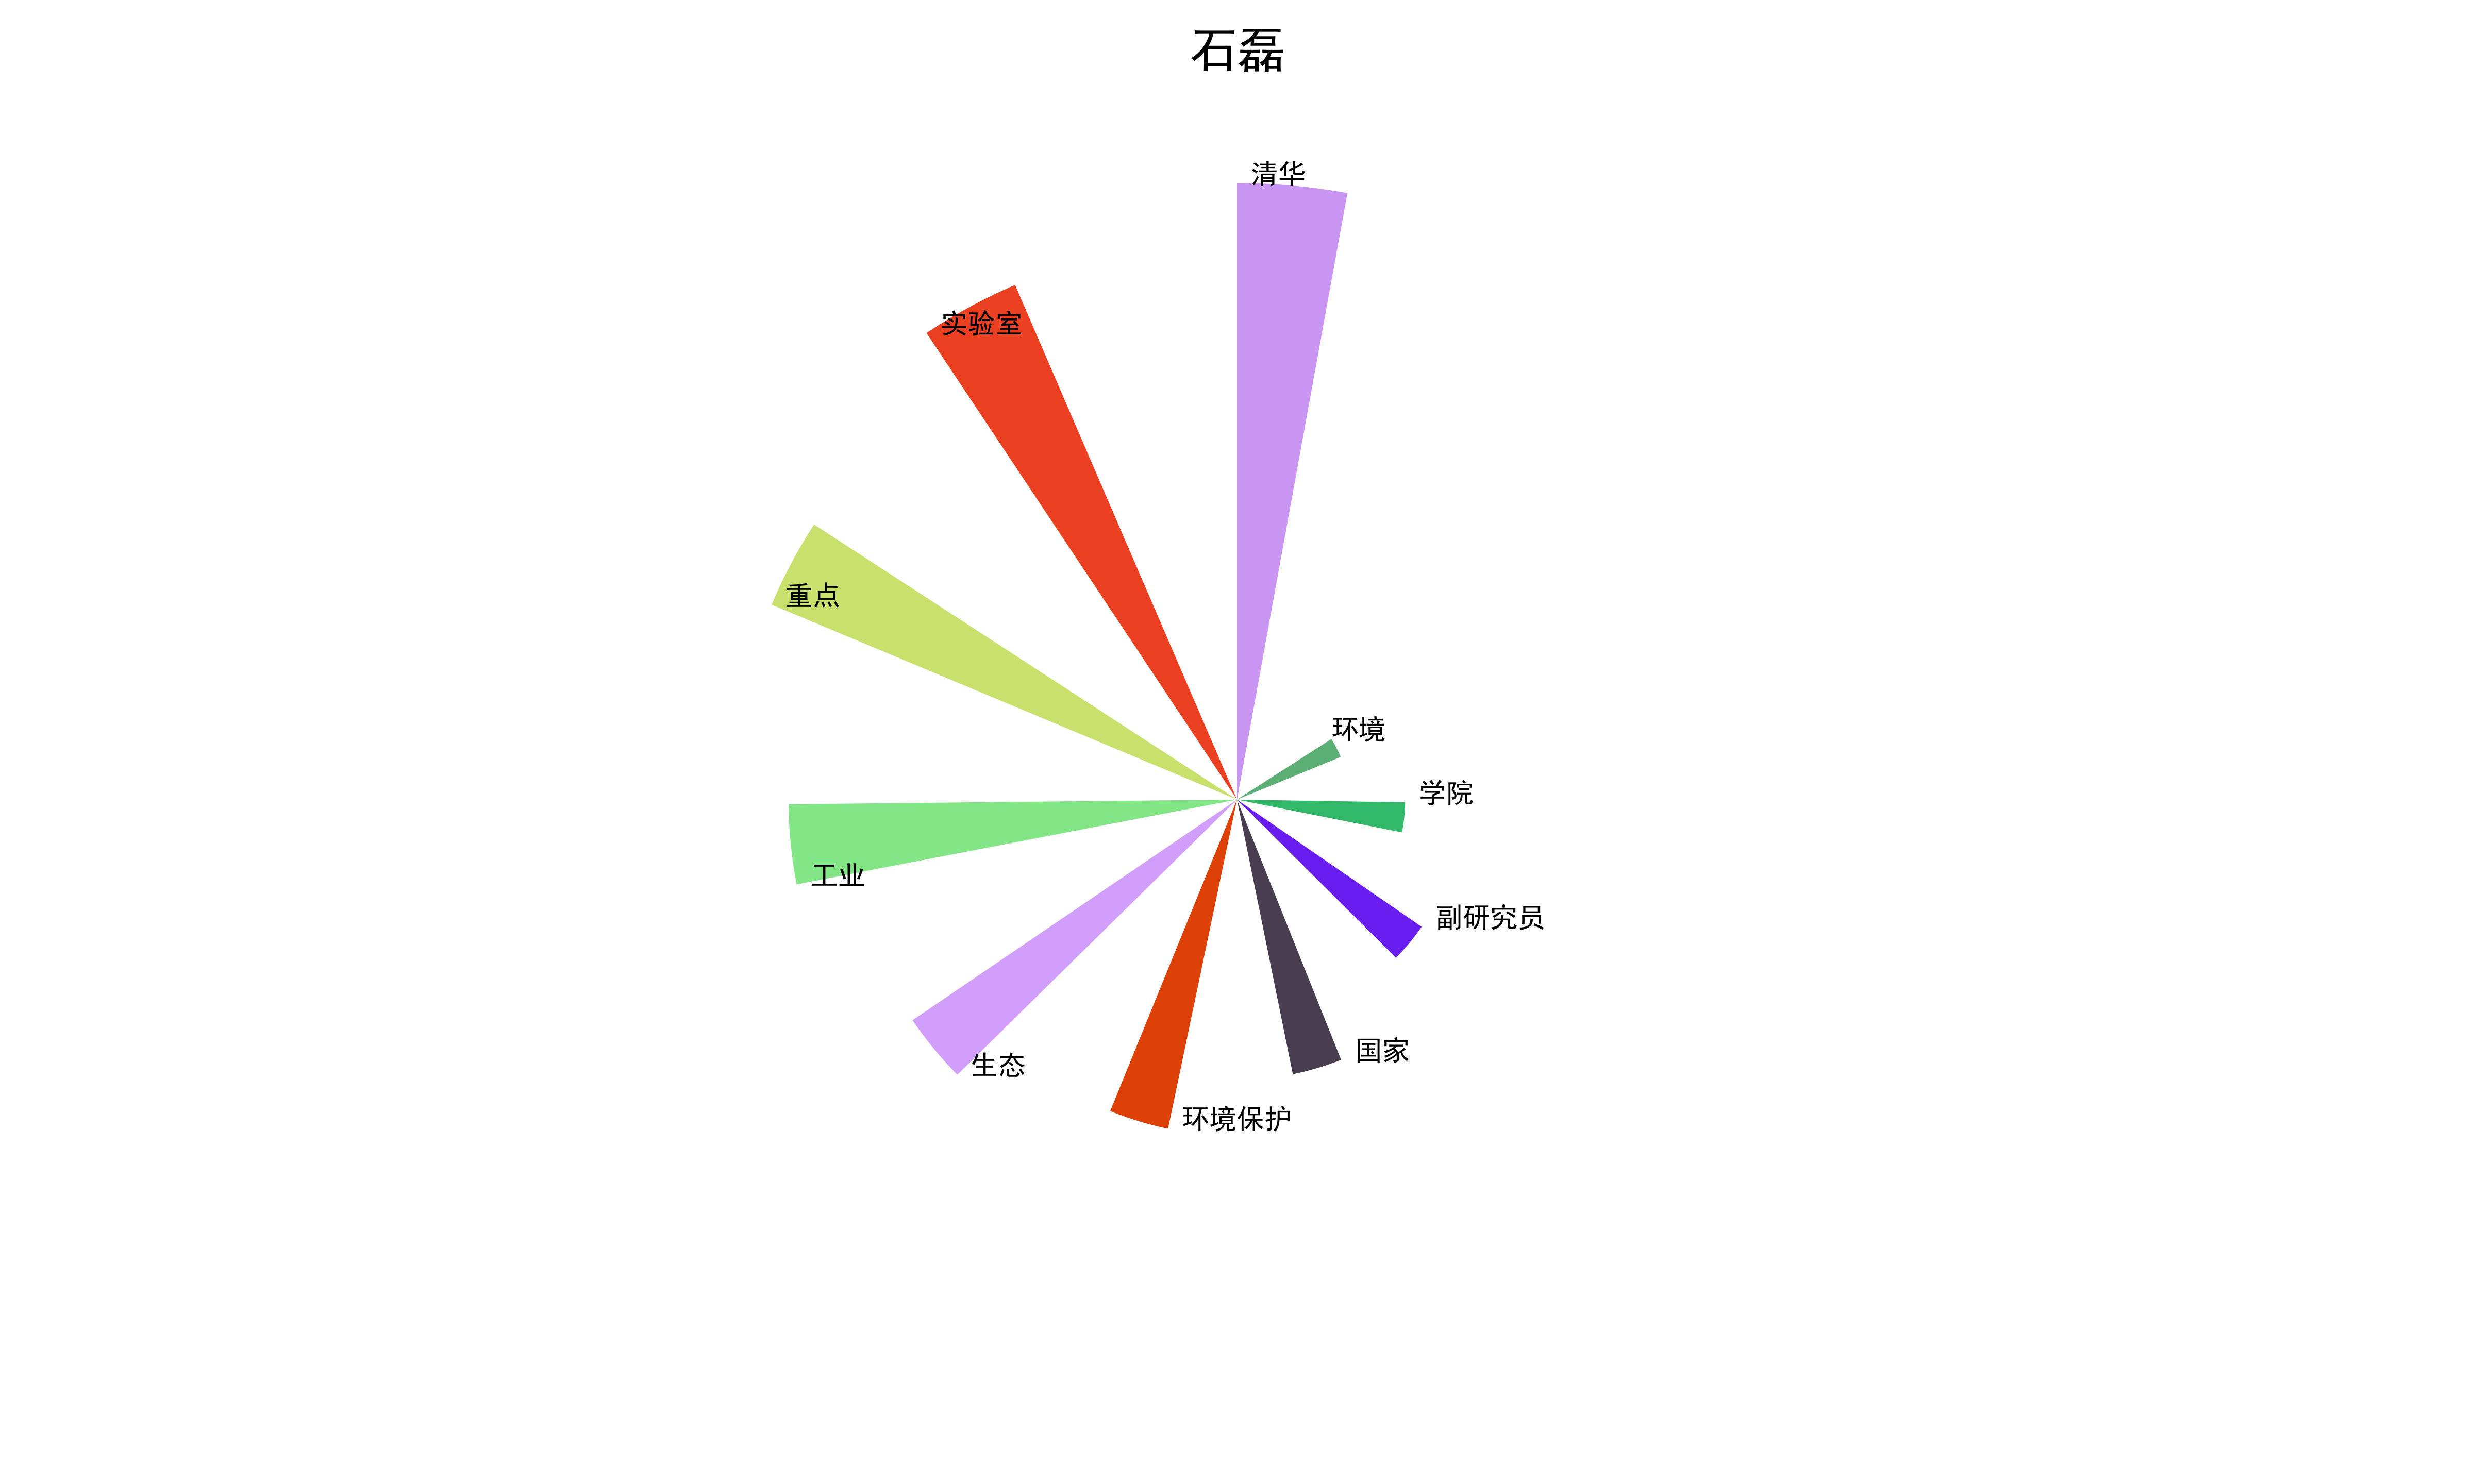 石磊
清华
实验室
重点
环境
学院
工业
副研究员
国家
生态
环境保护